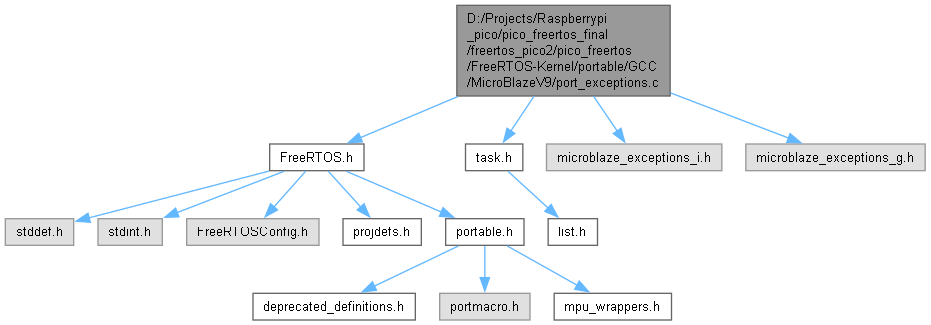 D:/Projects/Raspberrypi
_pico/pico_freertos_final
/freertos_pico2/pico_freertos
/FreeRTOS-Kernel/portable/GCC
/MicroBlazeV9/port_exceptions.c
FreeRTOS.h
task.h
microblaze_exceptions_i.h
microblaze_exceptions_g.h
stddef.h
stdint.h
FreeRTOSConfig.h
projdefs.h
portable.h
list.h
deprecated_definitions.h
portmacro.h
mpu_wrappers.h